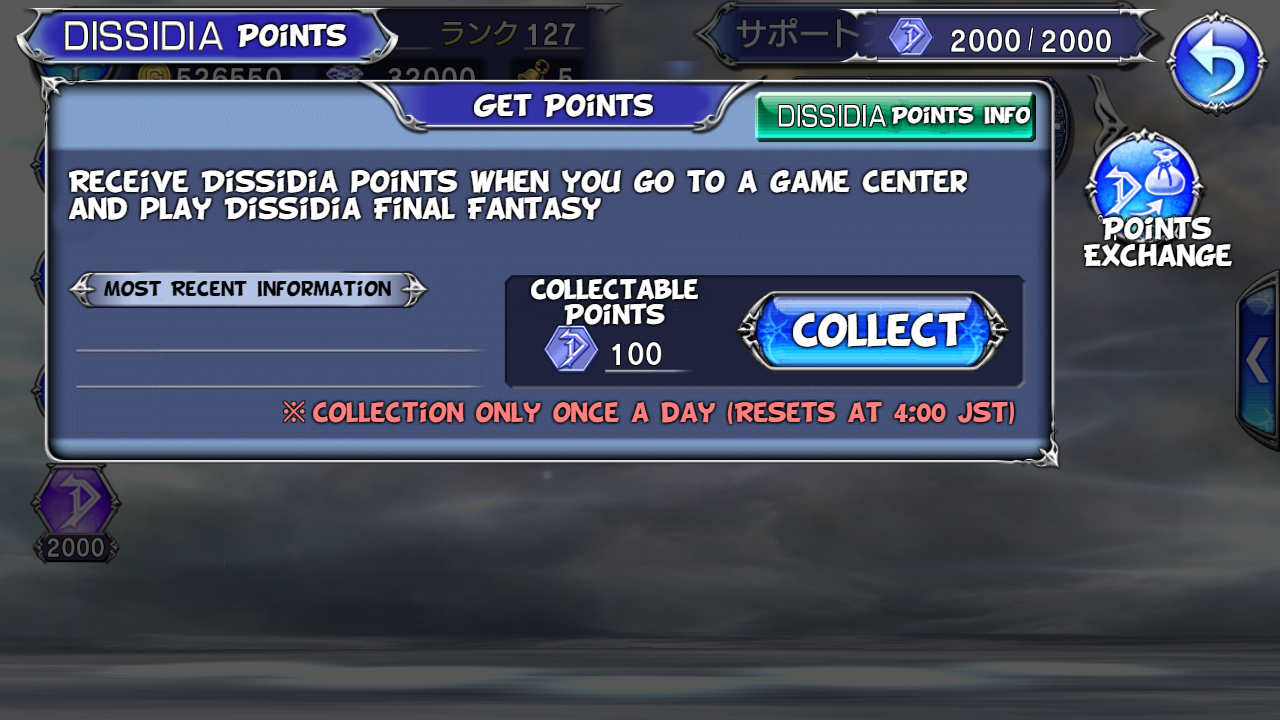 DISSIDIA POINTS
ランク 127
サポート
2000/2000
526550
32000
5
GET POINTS
DISSIDIA POINTS INFO
RECEIVE DISSIDIA POINTS WHEN YOU GO TO A GAME CENTER
AND PLAY DISSIDIA FINAL FANTASY
POINTS
EXCHANGE
MOST RECENT INFORMATION
COLLECTABLE
POINTS
100
COLLECT
※ COLLECTION ONLY ONCE A DAY (RESETS AT 4:00 JST)
2000